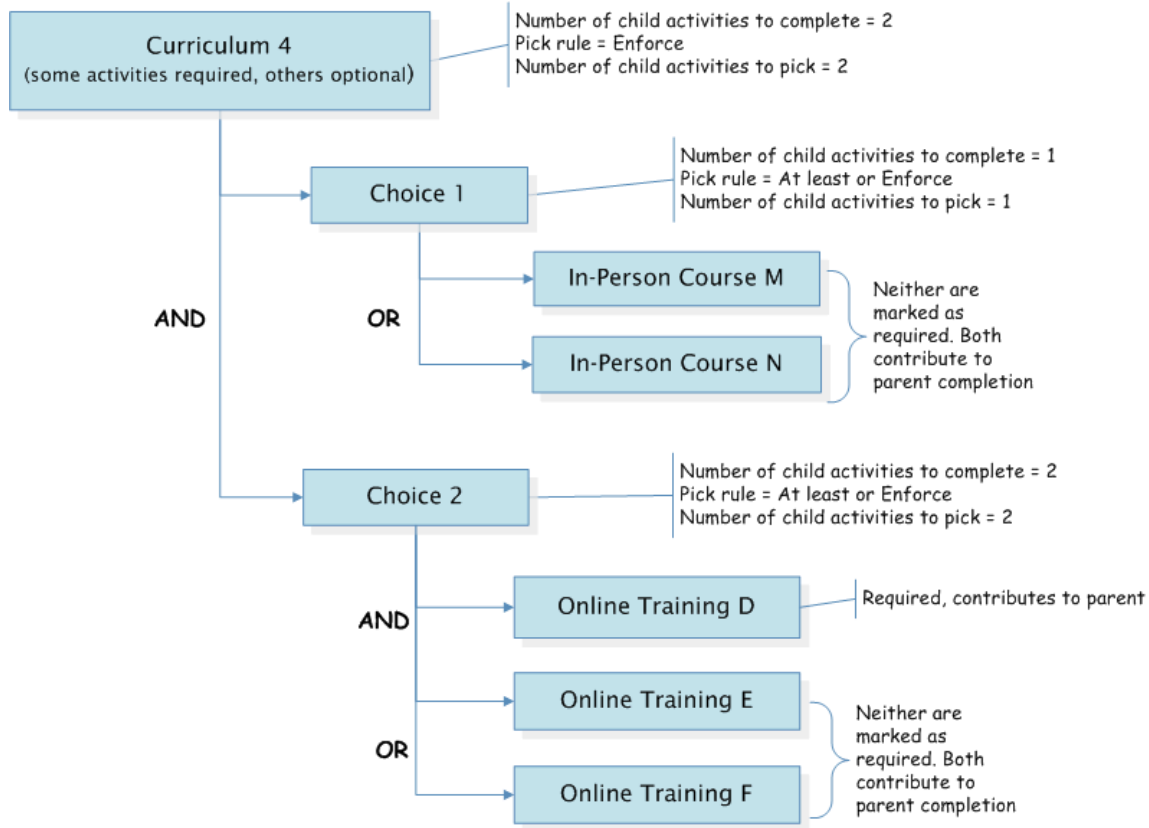 Curriculum 4
(some activities required, others optional)
Number of child activities to complete = 2
Pick rule = Enforce
Number of child activities to pick = 2
Choice 1
Number of child activities to complete = 1
Pick rule = At least or Enforce
Number of child activities to pick = 1
AND
OR
In-Person Course M
In-Person Course N
Neither are
marked as
required. Both
contribute to
parent completion
Choice 2
Number of child activities to complete = 2
Pick rule = At least or Enforce
Number of child activities to pick = 2
AND
Online Training D
Required, contributes to parent
Online Training E
OR
Online Training F
Neither are
marked as
required. Both
contribute to
parent completion